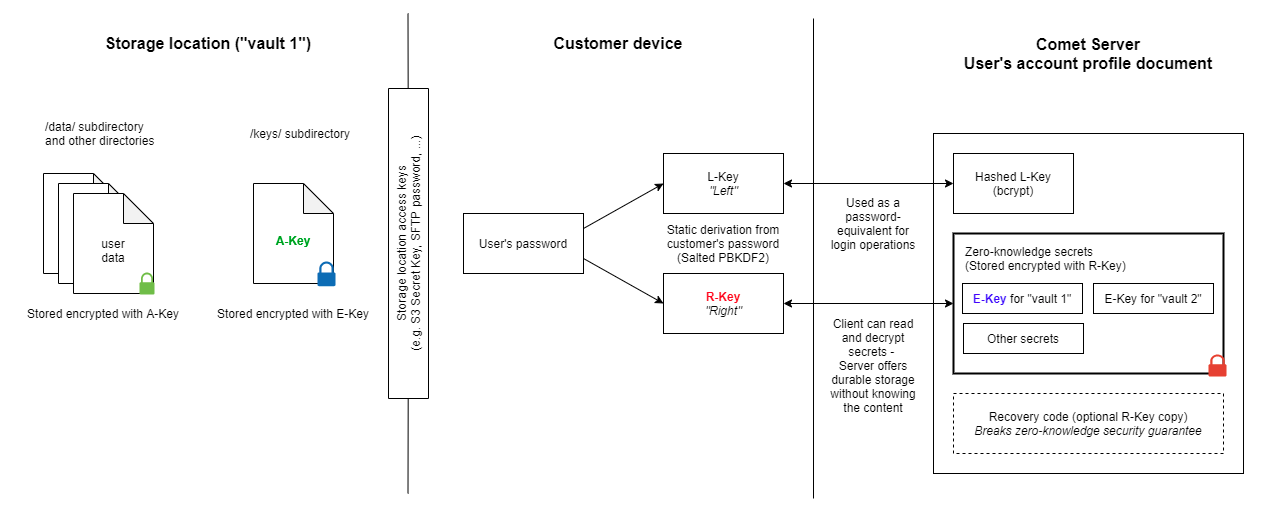 Storage location ("vault 1")
/data/ subdirectory
and other directories
/keys/ subdirectory
user
data
A-Key
Stored encrypted with A-Key
Stored encrypted with E-Key
Storage location access keys
(e.g. S3 Secret Key, SFTP password, ...)
Customer device
User's password
L-Key
"Left"
Static derivation from
customer's password
(Salted PBKDF2)
R-Key
"Right"
Used as a
password-
equivalent for
login operations
Client can read
and decrypt
secrets -
Server offers
durable storage
without knowing
the content
Comet Server
User's account profile document
Hashed L-Key
(bcrypt)
Zero-knowledge secrets
(Stored encrypted with R-Key)
E-Key for "vault 1"
E-Key for "vault 2"
Other secrets
Recovery code (optional R-Key copy)
Breaks zero-knowledge security guarantee